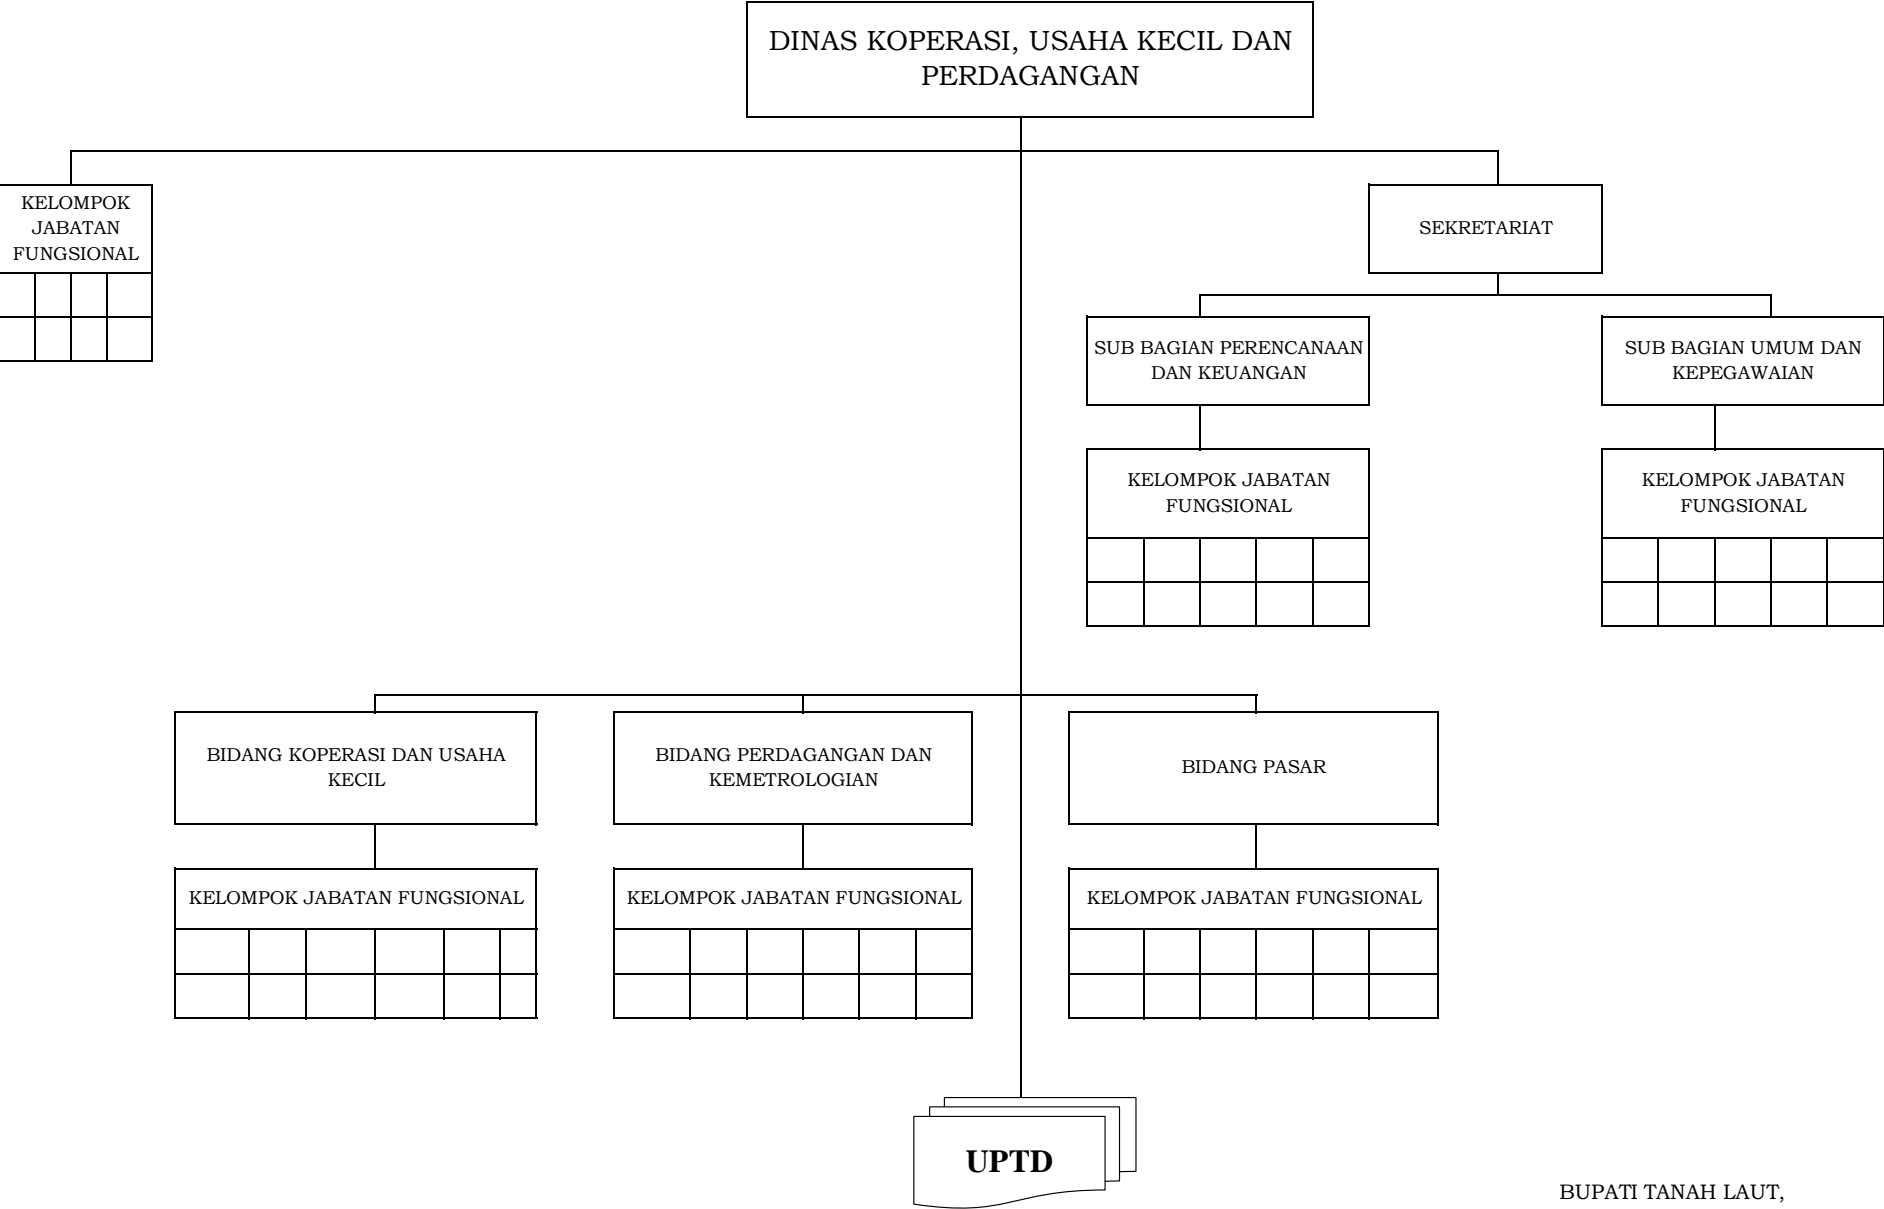 DINAS KOPERASI, USAHA KECIL DAN
PERDAGANGAN
KELOMPOK
JABATAN
FUNGSIONAL
SEKRETARIAT
SUB BAGIAN PERENCANAAN
DAN KEUANGAN
SUB BAGIAN UMUM DAN
KEPEGAWAIAN
KELOMPOK JABATAN
FUNGSIONAL
KELOMPOK JABATAN
FUNGSIONAL
BIDANG KOPERASI DAN USAHA
KECIL
BIDANG PERDAGANGAN DAN
KEMETROLOGIAN
BIDANG PASAR
KELOMPOK JABATAN FUNGSIONAL
KELOMPOK JABATAN FUNGSIONAL
KELOMPOK JABATAN FUNGSIONAL
UPTD
BUPATI TANAH LAUT,